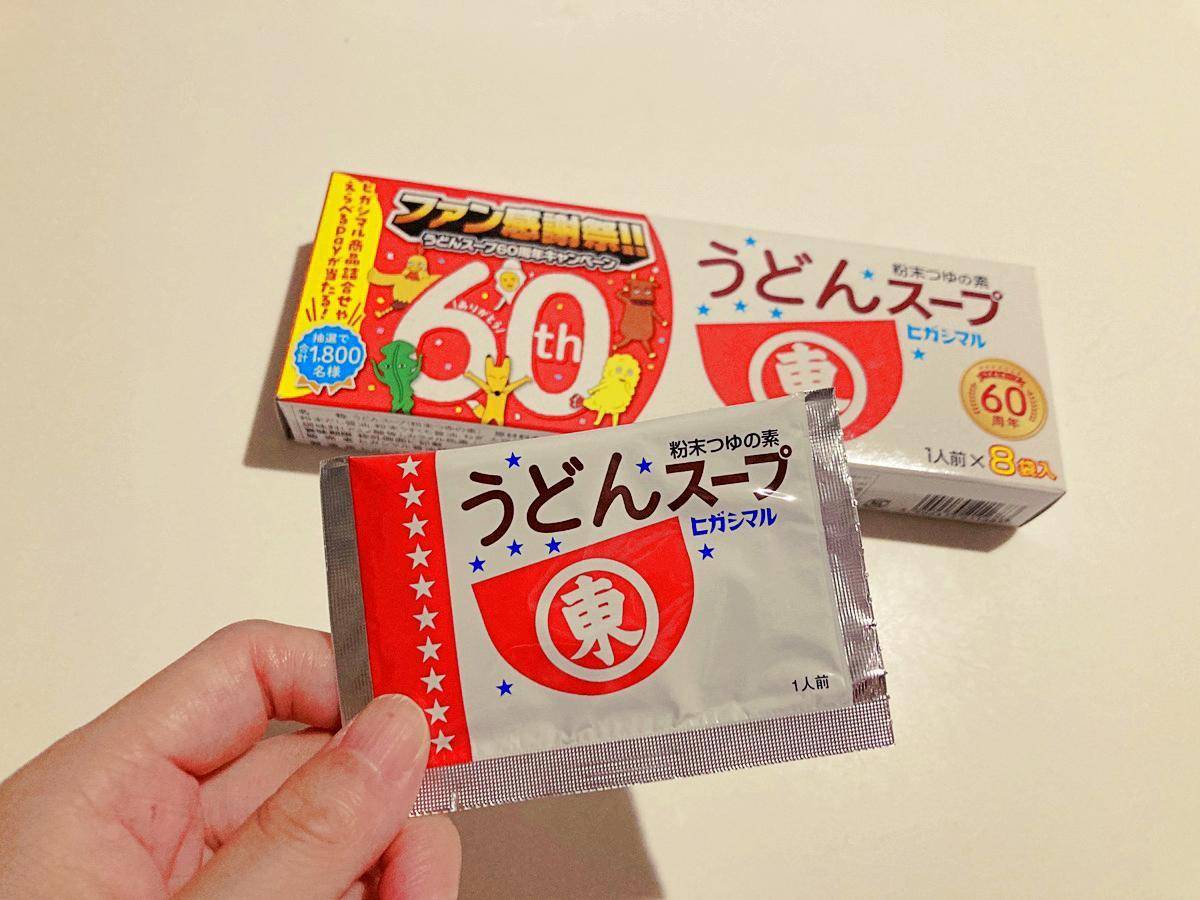 ヒガシマル商品詰合せや
えらべるPayが当たる!
抽選で
合計1,800
名様
ファン感謝祭!!
うどんスープ60周年キャンペーン
60th
ありがとう
粉末つゆの素
うどんスープ
ヒガシマル
東
60
周年
1人前×8袋入
粉末つゆの素
うどんスープ
ヒガシマル
東
1人前